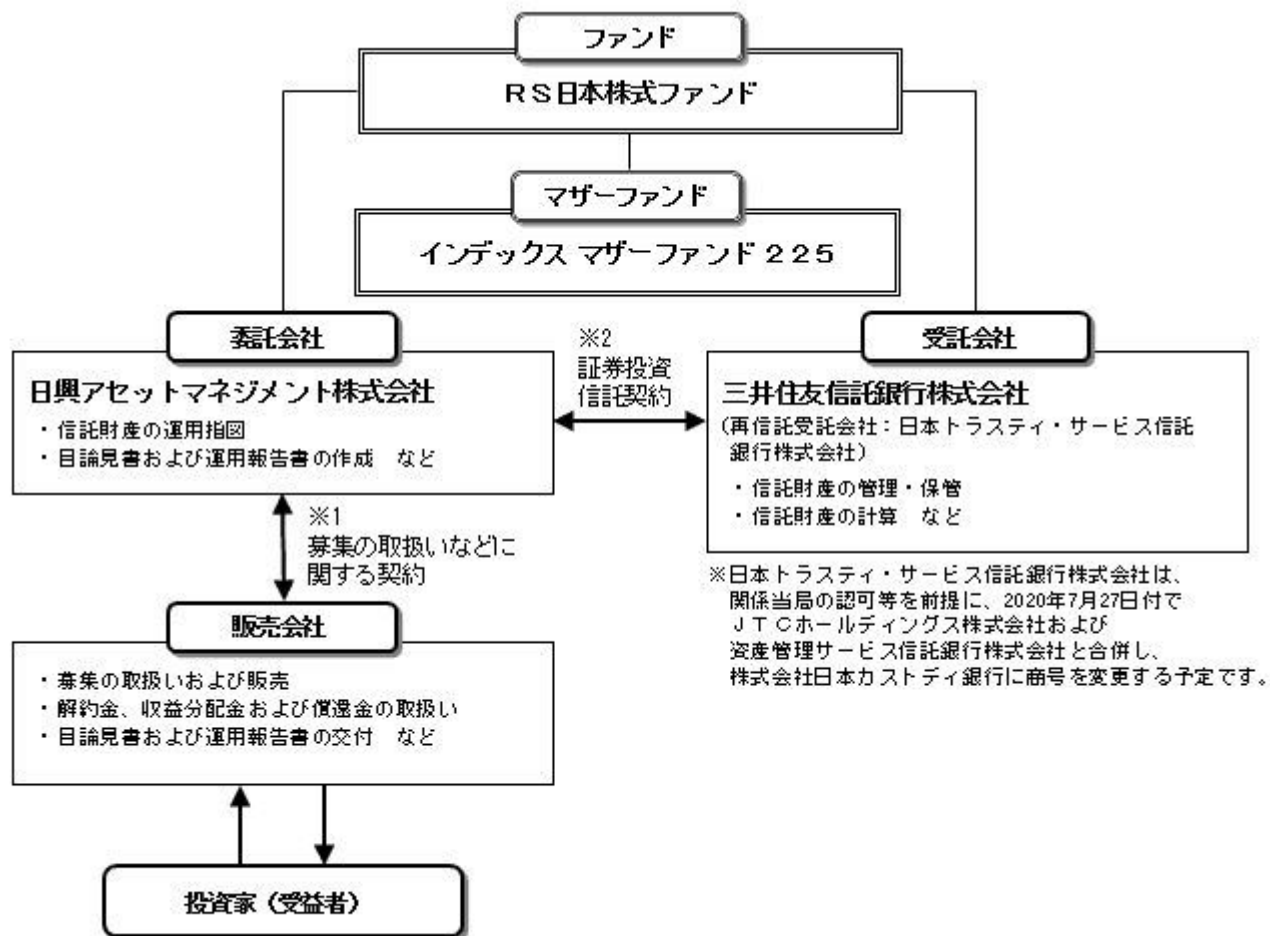 ファンド
RS日本株式ファンド
マザーファンド
インデックス マザーファンド 225
委託会社
日興アセットマネジメント株式会社
・信託財産の運用指図
・目論見書および運用報告書の作成 など
※2
証券投資
信託契約
受託会社
三井住友信託銀行株式会社
(再信託受託会社:日本トラスティ・サービス信託
銀行株式会社)
・信託財産の管理・保管
・信託財産の計算 など
※1
募集の取扱いなどに
関する契約
※日本トラスティ・サービス信託銀行株式会社は、
関係当局の認可等を前提に、2020年7月27日付で
JTCホールディングス株式会社および
資産管理サービス信託銀行株式会社と合併し、
株式会社日本カストディ銀行に商号を変更する予定です。
販売会社
・募集の取扱いおよび販売
・解約金、収益分配金および償還金の取扱い
・目論見書および運用報告書の交付 など
投資家(受益者)